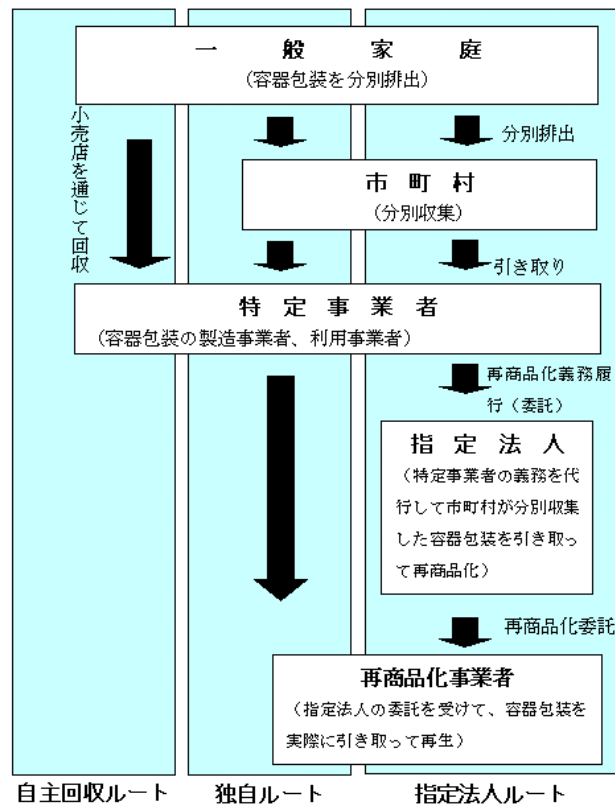 一般家庭
(容器包装を分別排出)
小売店を通じて回収
分別排出
市町村
(分別収集)
引き取り
特定事業者
(容器包装の製造事業者、利用事業者)
再商品化義務履
行（委託）
指定法人
（特定事業者の義務を代
行して市町村が分別収集
した容器包装を引き取っ
て再商品化）
再商品化委託
再商品化事業者
（指定法人の委託を受けて、容器包装を
実際に引き取って再生）
自主回収ルート
独自ルート
指定法人ルート